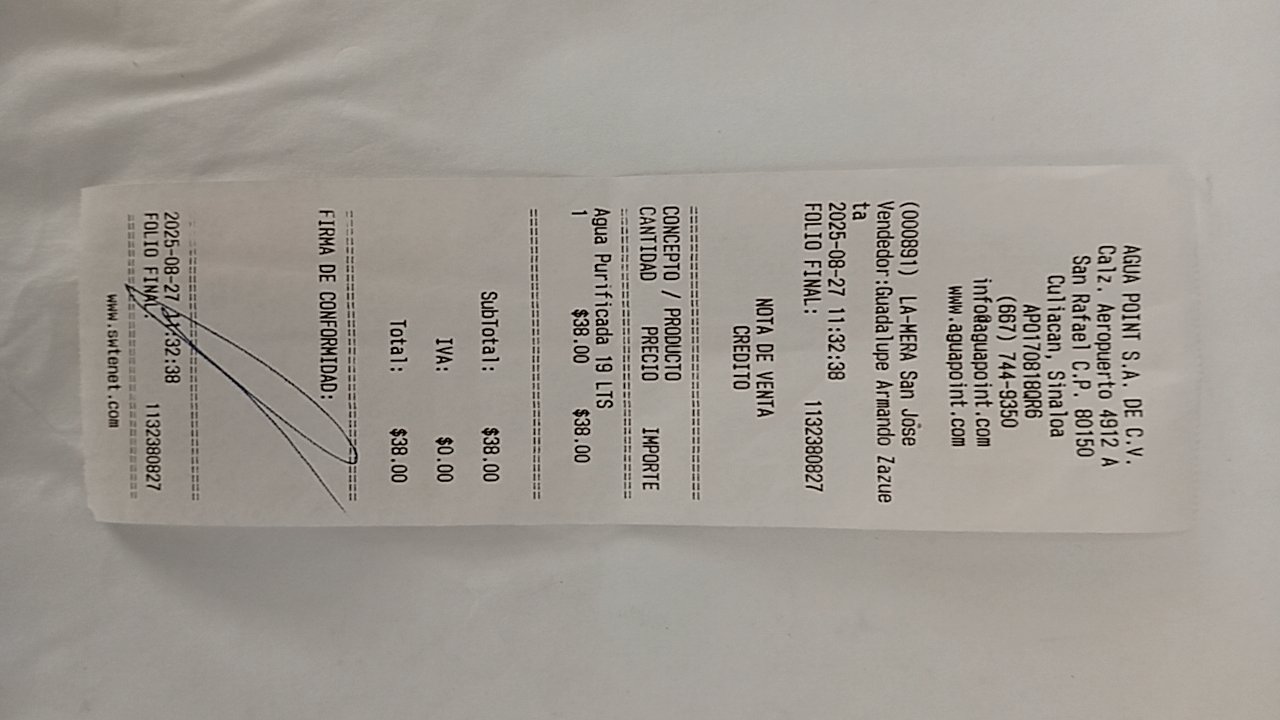 AGUA POINT S.A. DE C.V.
Calz. Aeropuerto 4912 A
San Rafael C.P. 80150
Culiacan, Sinaloa
APO170818QR6
(667) 744-9350
info@aguapoint.com
www.aguapoint.com
(000891) LA-MERA San Jose
Vendedor:Guadalupe Armando Zazue
ta
2025-08-27 11:32:38
FOLIO FINAL: 1132380827
NOTA DE VENTA
CREDITO
==============================
CONCEPTO / PRODUCTO
CANTIDAD PRECIO IMPORTE
==============================
Agua Purificada 19 LTS
1 $38.00 $38.00
==============================
SubTotal: $38.00
IVA: $0.00
Total: $38.00
==============================
FIRMA DE CONFORMIDAD:
==============================
2025-08-27 11:32:38
FOLIO FINAL: 1132380827
==============================
www.swtenet.com